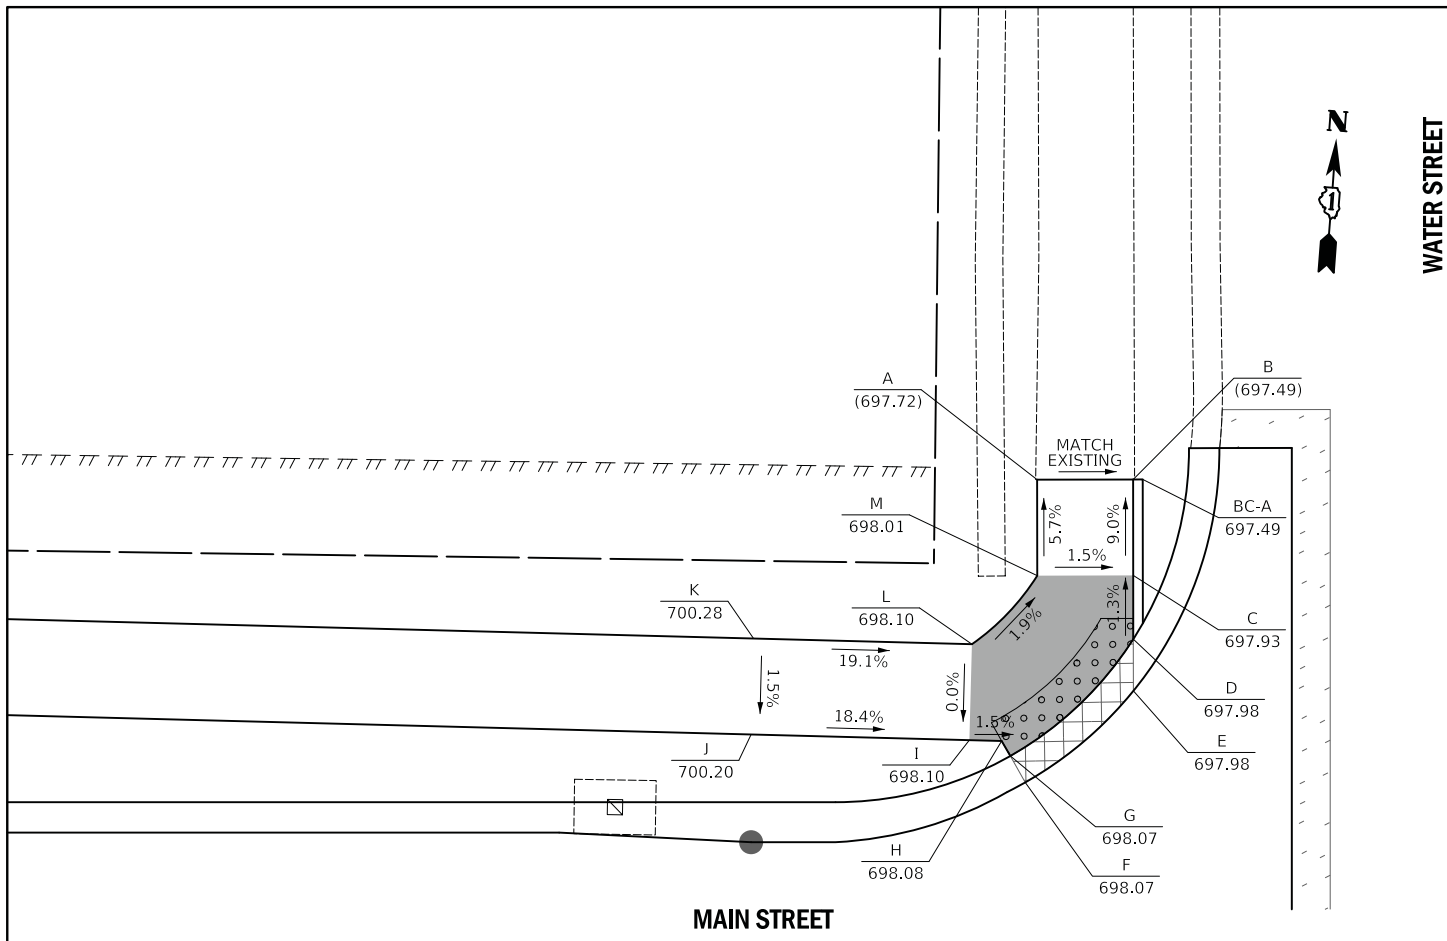 N
1
WATER STREET
A
(697.72)
B
(697.49)
MATCH
EXISTING
M
698.01
5.7%
9.0%
BC-A
697.49
1.5%
K
700.28
L
698.10
1.9%
1.3%
C
697.93
19.1%
1.5%
0.0%
D
697.98
18.4%
1.5%
J
700.20
I
698.10
E
697.98
G
698.07
H
698.08
F
698.07
MAIN STREET